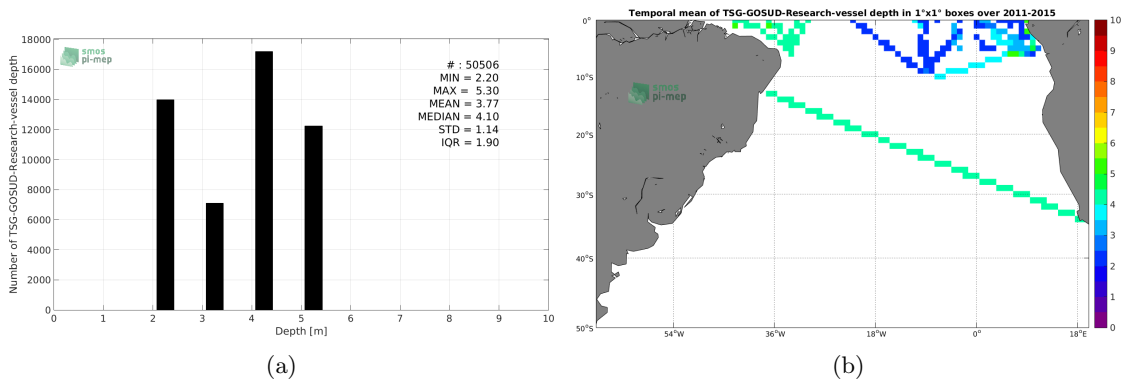 Temporal mean of TSG-GOSUD-Research-vessel depth in 1°x1° boxes over 2011-2015
18000
16000
14000
12000
10000
8000
6000
4000
2000
0
Number of TSG-GOSUD-Research-vessel depth
smos
pi-mep
# : 50506
MIN = 2.20
MAX = 5.30
MEAN = 3.77
MEDIAN = 4.10
STD = 1.14
IQR = 1.90
0 1 2 3 4 5 6 7 8 9 10
Depth [m]
(a)
0°
10°S
20°S
30°S
40°S
50°S
smos
pi-mep
54°W 36°W 18°W 0° 18°E
10
9
8
7
6
5
4
3
2
1
0
(b)